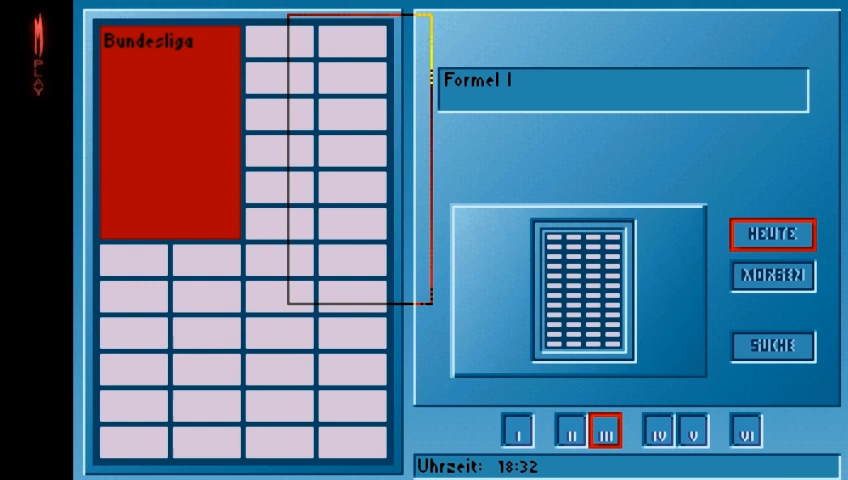 M
PLAY
Bundesliga
Formel 1
HEUTE
MORGEN
SUCHE
I II III IV V VI
Uhrzeit: 18:32